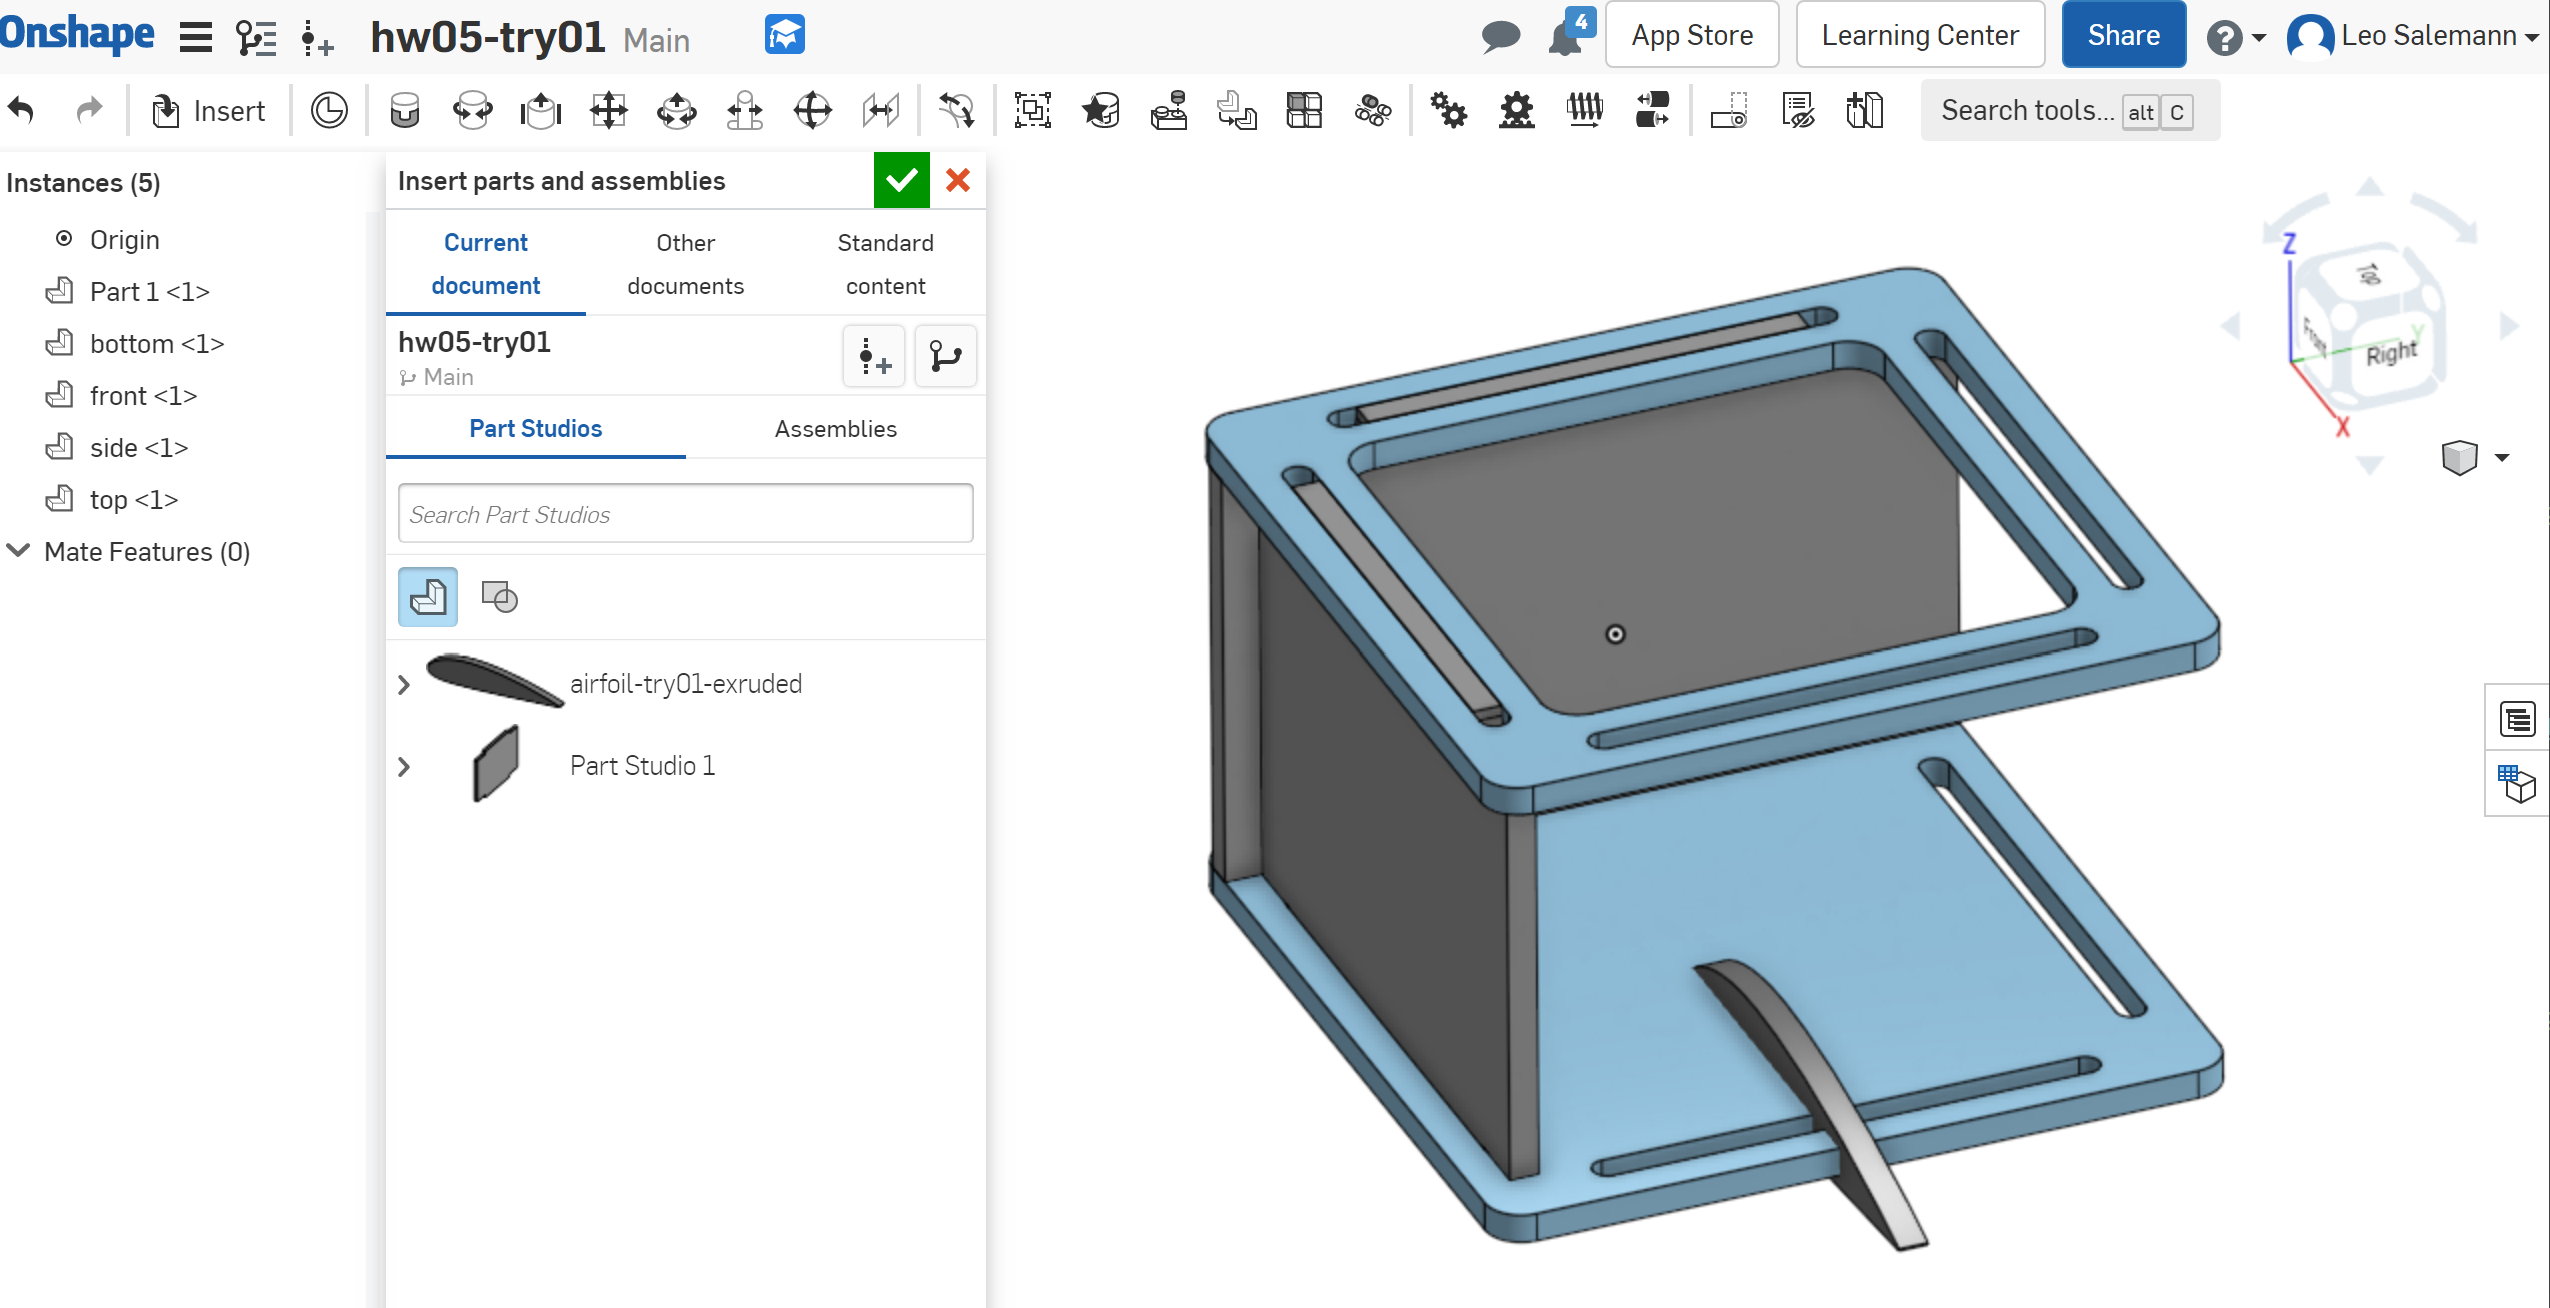 Onshape
hw05-try01 Main
4
App Store
Learning Center
Share
?
Leo Salemann
Insert
Search tools... alt C
Instances (5)
Origin
Part 1 <1>
bottom <1>
front <1>
side <1>
top <1>
Mate Features (0)
Insert parts and assemblies
Current
document
Other
documents
Standard
content
hw05-try01
Main
Part Studios
Assemblies
Search Part Studios
airfoil-try01-exruded
Part Studio 1
Z
Top
Front
Y
Right
X